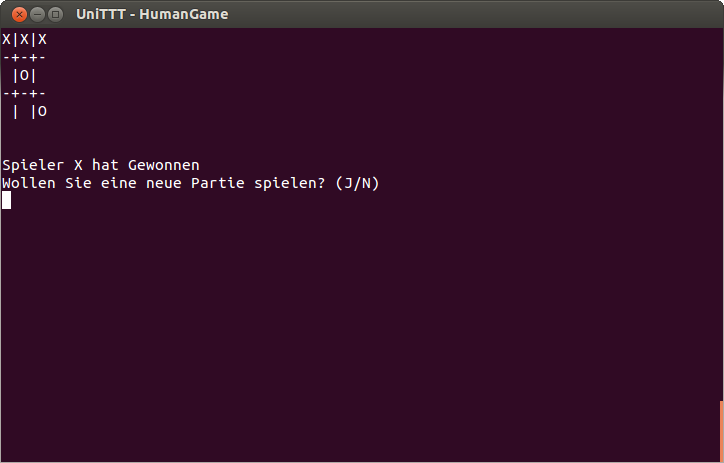 UniTTT - HumanGame
X|X|X
-+-+-
 |O|
-+-+-
 | |O
Spieler X hat Gewonnen
Wollen Sie eine neue Partie spielen? (J/N)